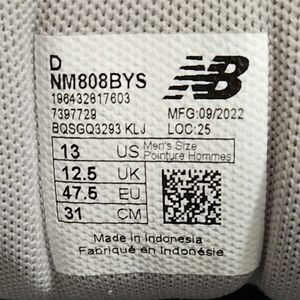 D
NM808BYS
196432817603
7397729
BQSGQ3293 KLJ
NB
MFG:09/2022
LOC:25
13 US Men's Size
Pointure Hommes
12.5 UK
47.5 EU
31 CM
Made in Indonesia
Fabriqué en Indonésie